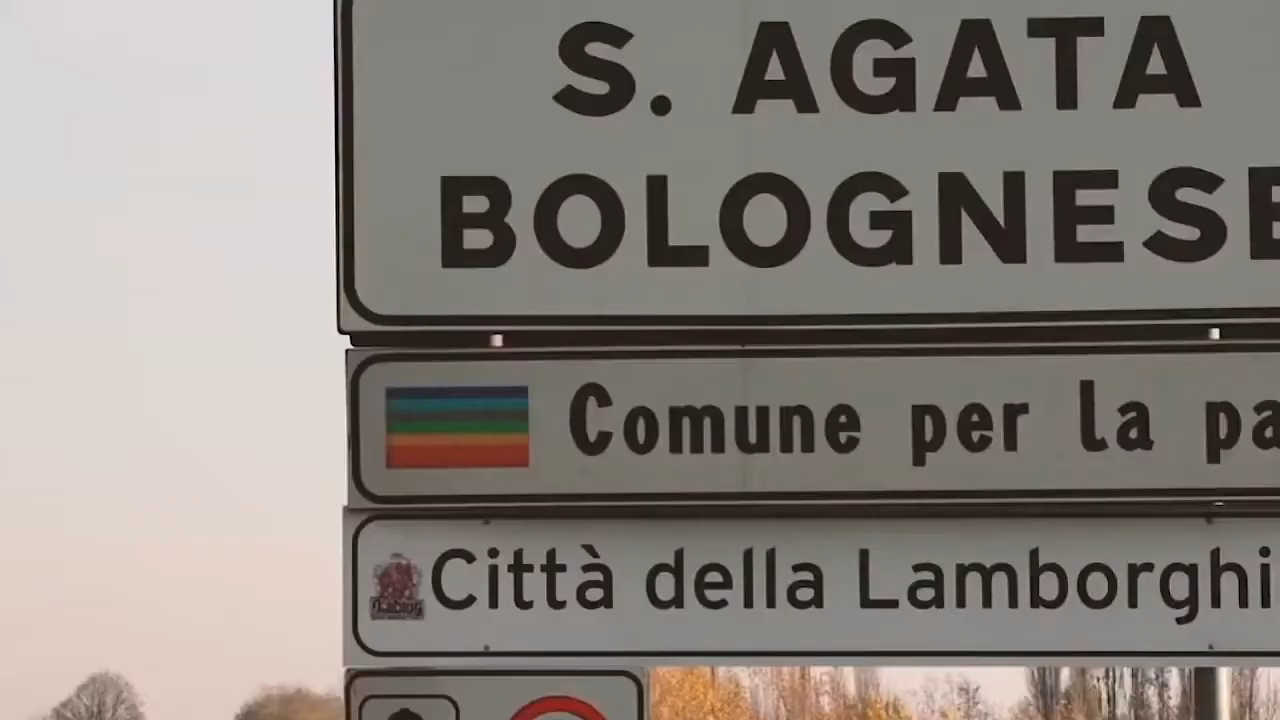 S. AGATA
BOLOGNESE
Comune per la pa
Città della Lamborghi